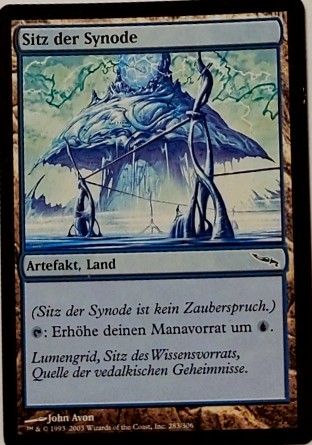 Sitz der Synode
Artefakt, Land
(Sitz der Synode ist kein Zauberspruch.)
: Erhöhe deinen Manavorrat um .
Lumengrid, Sitz des Wissensvorrats,
Quelle der vedalkischen Geheimnisse.
John Avon
™ & © 1993-2003 Wizards of the Coast, Inc. 283/306